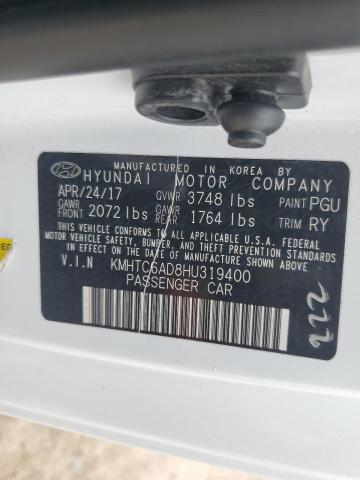 MANUFACTURED IN KOREA BY
HYUNDAI MOTOR COMPANY
APR/24/17 GVWR 3748 lbs PAINT PGU
GAWR FRONT 2072 lbs GAWR REAR 1764 lbs TRIM RY
THIS VEHICLE CONFORMS TO ALL APPLICABLE U.S.A. FEDERAL
MOTOR VEHICLE SAFETY, BUMPER, AND THEFT PREVENTION
STANDARDS IN EFFECT ON THE DATE
OF MANUFACTURE SHOWN ABOVE.
V.I.N KMHTC6AD8HU319400
PASSENGER CAR
222